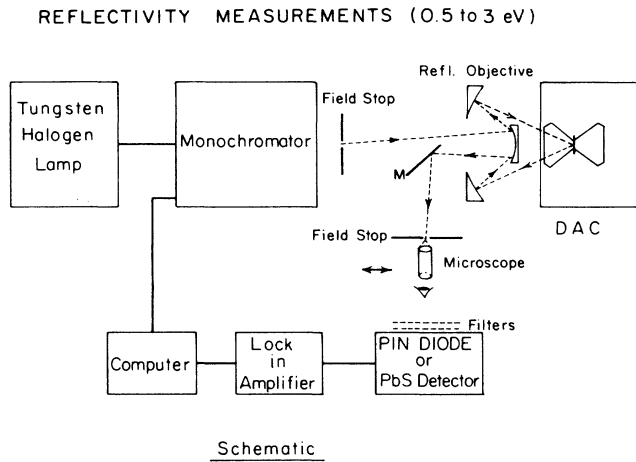 REFLECTIVITY MEASUREMENTS (0.5 to 3 eV)
Refl. Objective
Field Stop
Tungsten
Halogen
Lamp
Monochromator
M
DAC
Field Stop
Microscope
Filters
Computer
Lock
in
Amplifier
PIN DIODE
or
PbS Detector
Schematic